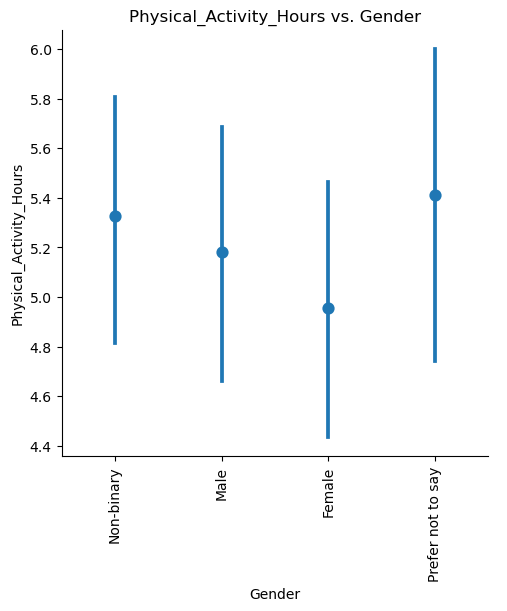 Physical_Activity_Hours vs. Gender
Physical_Activity_Hours
6.0
5.8
5.6
5.4
5.2
5.0
4.8
4.6
4.4
Non-binary
Male
Female
Prefer not to say
Gender